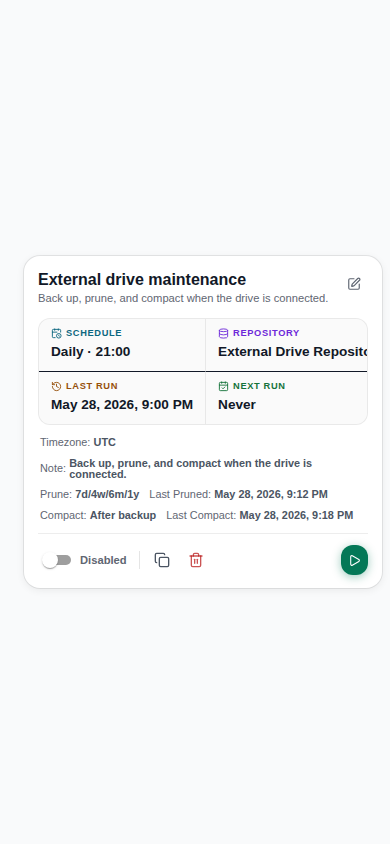 External drive maintenance
Back up, prune, and compact when the drive is connected.
SCHEDULE
Daily · 21:00
REPOSITORY
External Drive Reposito
LAST RUN
May 28, 2026, 9:00 PM
NEXT RUN
Never
Timezone: UTC
Note: Back up, prune, and compact when the drive is
connected.
Prune: 7d/4w/6m/1y Last Pruned: May 28, 2026, 9:12 PM
Compact: After backup Last Compact: May 28, 2026, 9:18 PM
Disabled